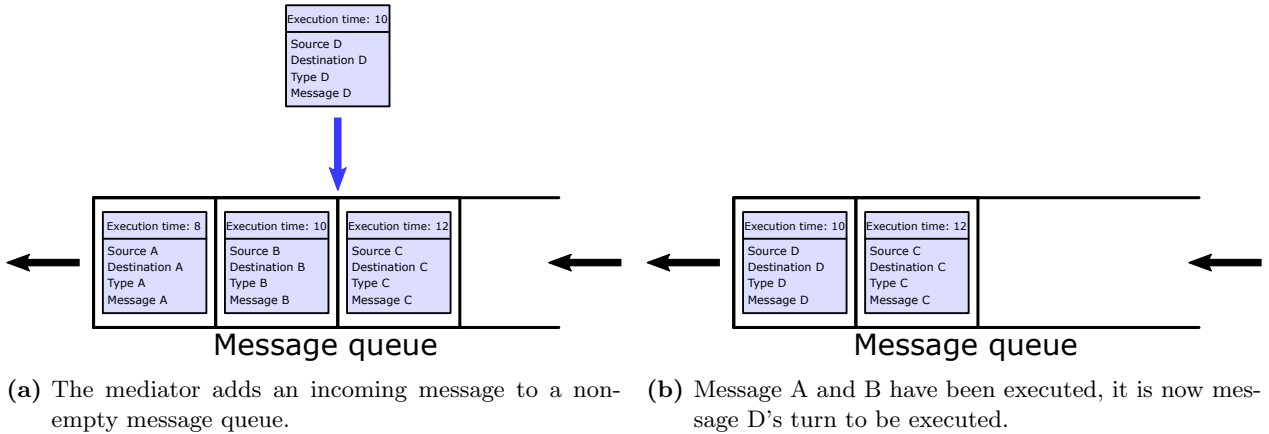 Execution time: 10
Source D
Destination D
Type D
Message D
Execution time: 8
Source A
Destination A
Type A
Message A
Execution time: 10
Source B
Destination B
Type B
Message B
Execution time: 12
Source C
Destination C
Type C
Message C
Message queue
(a) The mediator adds an incoming message to a non-
empty message queue.
Execution time: 10
Source D
Destination D
Type D
Message D
Execution time: 12
Source C
Destination C
Type C
Message C
Message queue
(b) Message A and B have been executed, it is now mes-
sage D's turn to be executed.